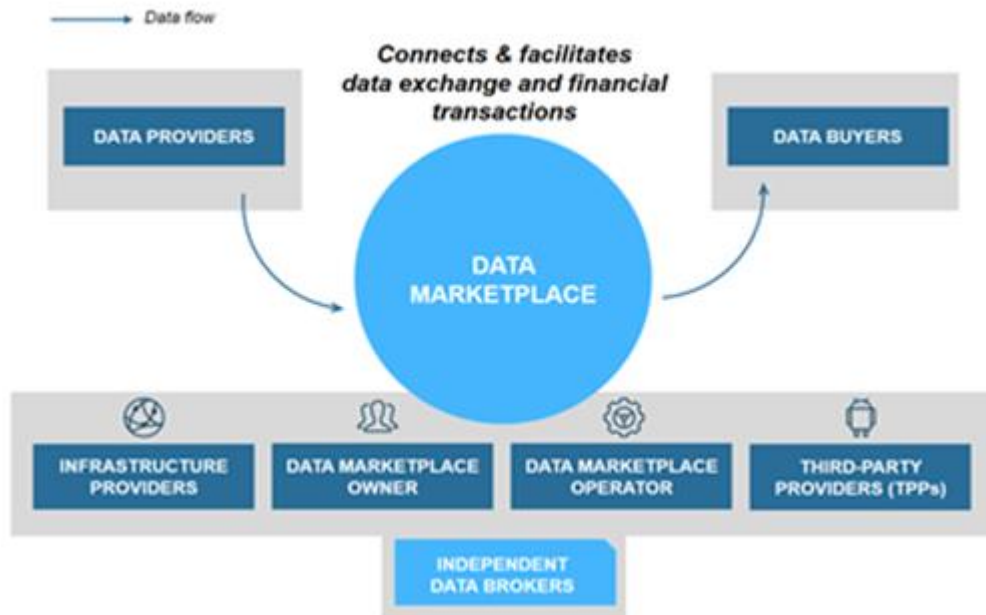 Data flow
Connects & facilitates
data exchange and financial
transactions
DATA PROVIDERS
DATA BUYERS
DATA
MARKETPLACE
INFRASTRUCTURE
PROVIDERS
DATA MARKETPLACE
OWNER
DATA MARKETPLACE
OPERATOR
THIRD-PARTY
PROVIDERS (TPPs)
INDEPENDENT
DATA BROKERS